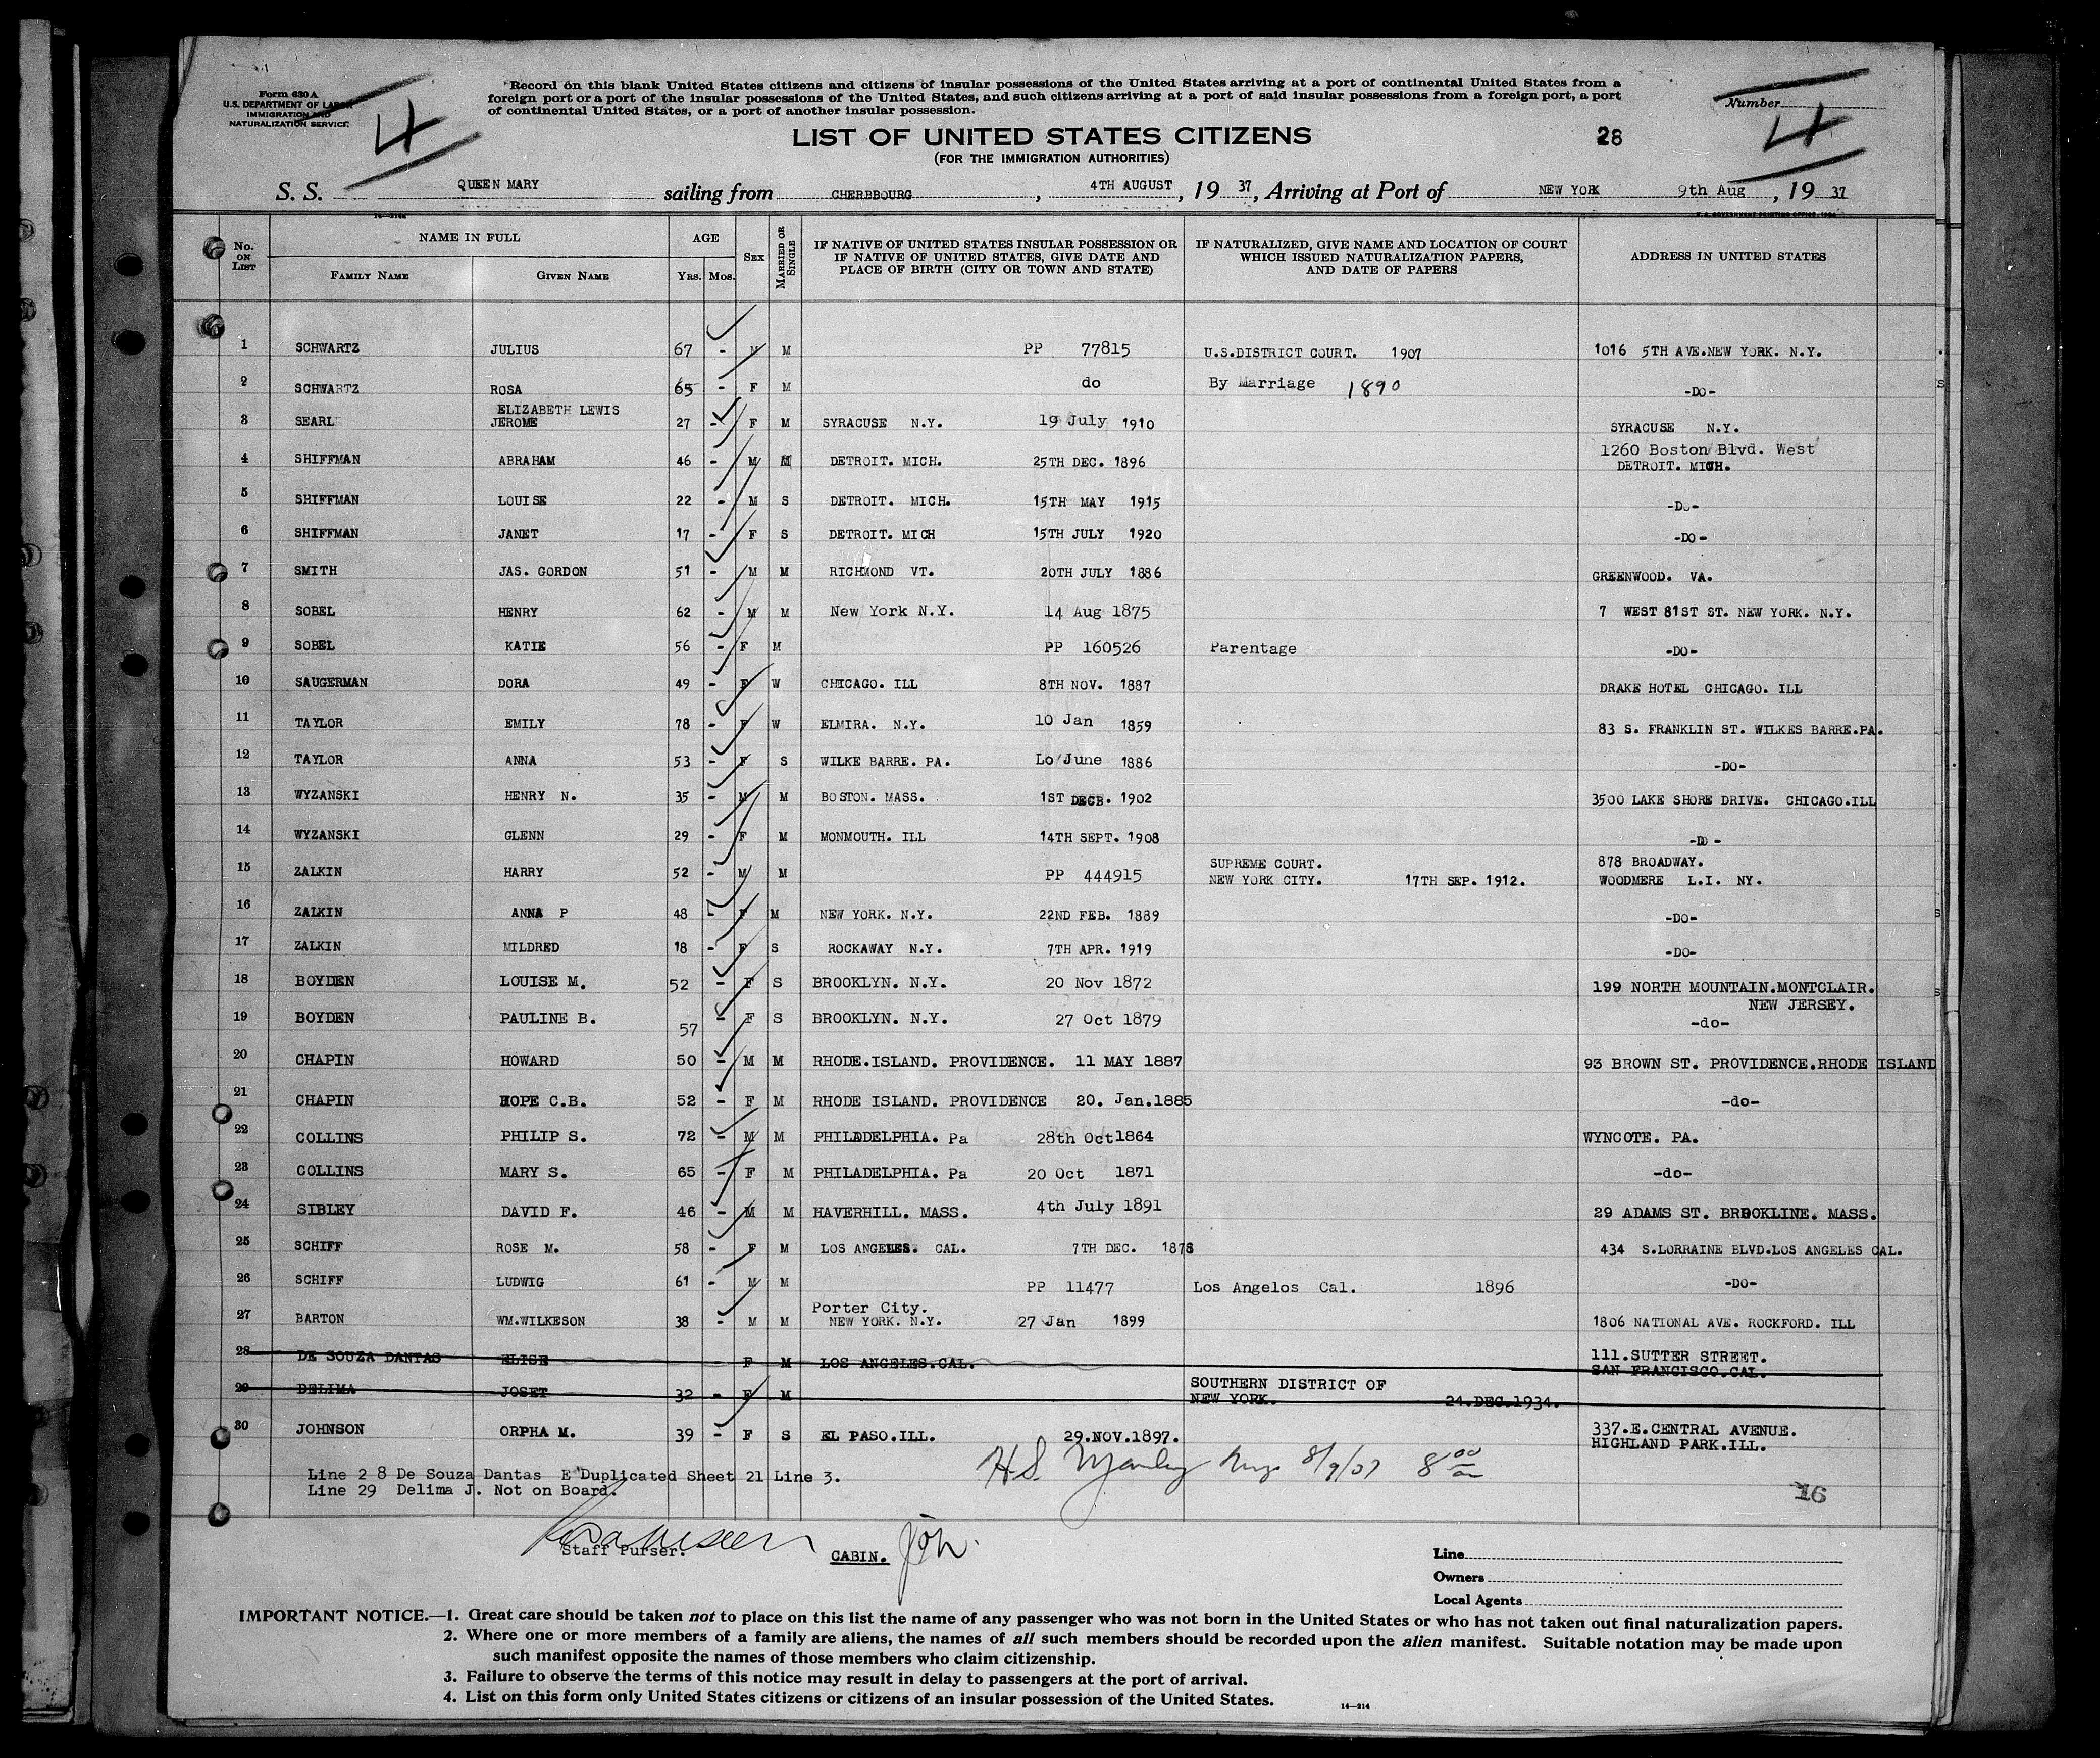 Form 630 A
U.S. DEPARTMENT OF LABOR
IMMIGRATION AND
NATURALIZATION SERVICE
4
Record on this blank United States citizens and citizens of insular possessions of the United States arriving at a port of continental United States from a
foreign port or a port of the insular possessions of the United States, and such citizens arriving at a port of said insular possessions from a foreign port, a port
of continental United States, or a port of another insular possession.
Number
4
LIST OF UNITED STATES CITIZENS
28
(FOR THE IMMIGRATION AUTHORITIES)
S. S. QUEEN MARY sailing from CHERBBOURG, 4TH AUGUST, 19 37, Arriving at Port of NEW YORK 9th Aug, 19 37
No. ON LIST
NAME IN FULL
FAMILY NAME
GIVEN NAME
AGE
YRS. MOS.
SEX
MARRIED OR SINGLE
IF NATIVE OF UNITED STATES INSULAR POSSESSION OR
IF NATIVE OF UNITED STATES, GIVE DATE AND
PLACE OF BIRTH (CITY OR TOWN AND STATE)
IF NATURALIZED, GIVE NAME AND LOCATION OF COURT
WHICH ISSUED NATURALIZATION PAPERS,
AND DATE OF PAPERS
ADDRESS IN UNITED STATES
1 SCHWARTZ JULIUS 67 - M M PP 77815 U.S.DISTRICT COURT. 1907 1016 5TH AVE.NEW YORK. N.Y.
2 SCHWARTZ ROSA 65 - F M do By Marriage 1890 -DO-
3 SEARL ELIZABETH LEWIS
JEROME 27 - F M SYRACUSE N.Y. 19 July 1910 SYRACUSE N.Y.
4 SHIFFMAN ABRAHAM 46 - M M DETROIT. MICH. 25TH DEC. 1896 1260 Boston Blvd. West
DETROIT. MICH.
5 SHIFFMAN LOUISE 22 - M S DETROIT. MICH. 15TH MAY 1915 -DO-
6 SHIFFMAN JANET 17 - F S DETROIT. MICH 15TH JULY 1920 -DO-
7 SMITH JAS. GORDON 51 - M M RICHMOND VT. 20TH JULY 1886 GREENWOOD. VA.
8 SOBEL HENRY 62 - M M New York N.Y. 14 Aug 1875 7 WEST 81ST ST. NEW YORK. N.Y.
9 SOBEL KATIE 56 - F M PP 160526 Parentage -DO-
10 SAUGERMAN DORA 49 - F W CHICAGO. ILL 8TH NOV. 1887 DRAKE HOTEL CHICAGO. ILL
11 TAYLOR EMILY 78 - F W ELMIRA. N.Y. 10 Jan 1859 83 S. FRANKLIN ST. WILKES BARRE.PA.
12 TAYLOR ANNA 53 - F S WILKE BARRE. PA. Lo June 1886 -DO-
13 WYZANSKI HENRY N. 35 - M M BOSTON. MASS. 1ST DECB. 1902 3500 LAKE SHORE DRIVE. CHICAGO.ILL
14 WYZANSKI GLENN 29 - F M MONMOUTH. ILL 14TH SEPT. 1908 -DO-
15 ZALKIN HARRY 52 - M M PP 444915 SUPREME COURT.
NEW YORK CITY. 17TH SEP. 1912. 878 BROADWAY.
WOODMERE L.I. NY.
16 ZALKIN ANNA P 48 - F M NEW YORK. N.Y. 22ND FEB. 1889 -DO-
17 ZALKIN MILDRED 18 - F S ROCKAWAY N.Y. 7TH APR. 1919 -DO-
18 BOYDEN LOUISE M. 52 - F S BROOKLYN. N.Y. 20 Nov 1872 199 NORTH MOUNTAIN.MONTCLAIR.
NEW JERSEY.
19 BOYDEN PAULINE B. 57 - F S BROOKLYN. N.Y. 27 Oct 1879 -do-
20 CHAPIN HOWARD 50 - M M RHODE.ISLAND. PROVIDENCE. 11 MAY 1887 93 BROWN ST. PROVIDENCE.RHODE ISLAND
21 CHAPIN HOPE C.B. 52 - F M RHODE ISLAND. PROVIDENCE 20. Jan.1885 -do-
22 COLLINS PHILIP S. 72 - M M PHILADELPHIA. Pa 28th Oct 1864 WYNCOTE. PA.
23 COLLINS MARY S. 65 - F M PHILADELPHIA. Pa 20 Oct 1871 -do-
24 SIBLEY DAVID F. 46 - M M HAVERHILL. MASS. 4th July 1891 29 ADAMS ST. BROOKLINE. MASS.
25 SCHIFF ROSE M. 58 - F M LOS ANGELES. CAL. 7TH DEC. 1878 434 S.LORRAINE BLVD.LOS ANGELES CAL.
26 SCHIFF LUDWIG 61 - M M PP 11477 Los Angelos Cal. 1896 -DO-
27 BARTON WM.WILKESON 38 - M M Porter City.
NEW YORK. N.Y. 27 Jan 1899 1806 NATIONAL AVE. ROCKFORD. ILL
28 DE SOUZA DANTAS ELISE F M LOS ANGELES.CAL. 111.SUTTER STREET.
SAN FRANCISCO.CAL.
29 DELIMA JOSET 32 - F M SOUTHERN DISTRICT OF
NEW YORK. 24.DEC.1934.
30 JOHNSON ORPHA M. 39 - F S EL PASO.ILL. 29.NOV.1897. 337.E.CENTRAL AVENUE.
HIGHLAND PARK.ILL.
Line 2 8 De Souza Dantas E Duplicated Sheet 21 Line 3.
Line 29 Delima J. Not on Board.
H.S. 8/9/37 8 00
16
Staff Purser.
CABIN.
Line
Owners
Local Agents
IMPORTANT NOTICE.—1. Great care should be taken not to place on this list the name of any passenger who was not born in the United States or who has not taken out final naturalization papers.
2. Where one or more members of a family are aliens, the names of all such members should be recorded upon the alien manifest. Suitable notation may be made upon
such manifest opposite the names of those members who claim citizenship.
3. Failure to observe the terms of this notice may result in delay to passengers at the port of arrival.
4. List on this form only United States citizens or citizens of an insular possession of the United States.
14—214